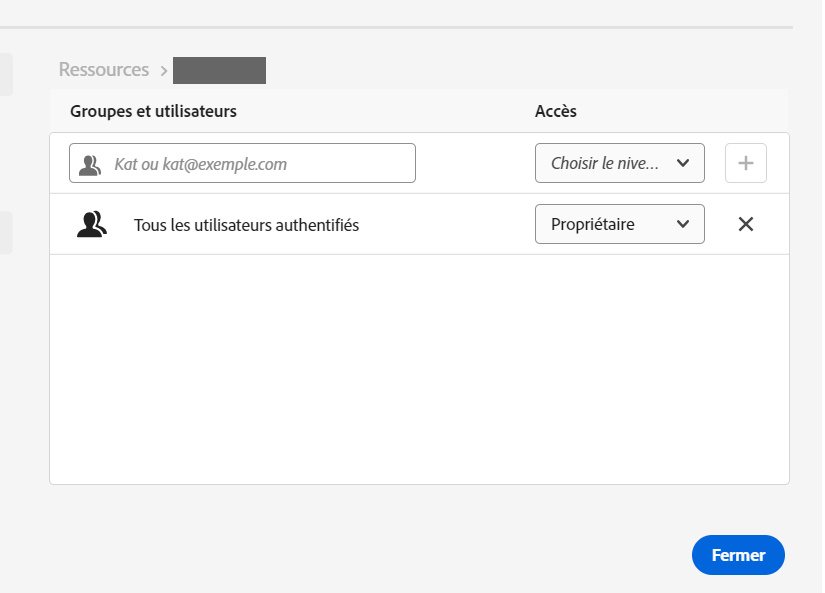 Ressources >
Groupes et utilisateurs Accès
Kat ou kat@exemple.com Choisir le nive...
Tous les utilisateurs authentifiés Propriétaire
Fermer